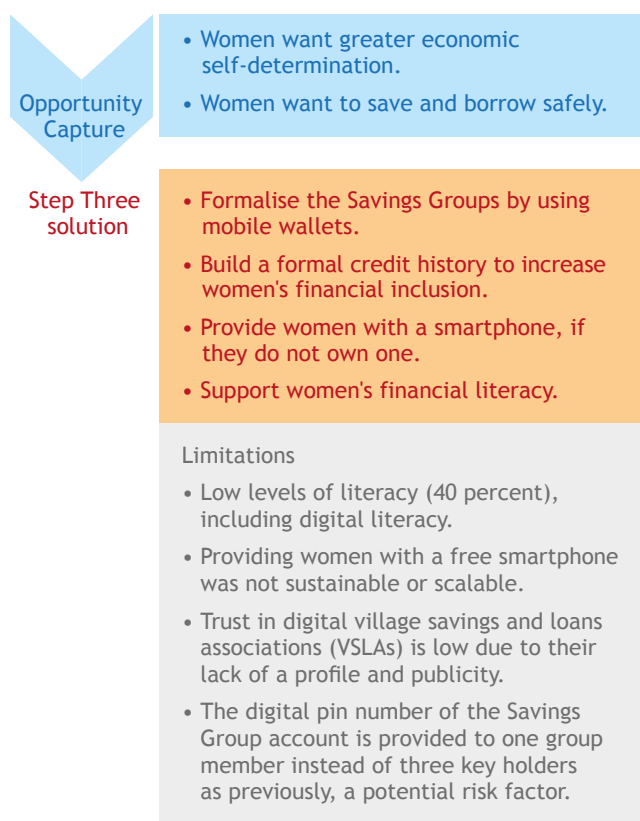 • Women want greater economic
self-determination.
• Women want to save and borrow safely.
Opportunity
Capture
Step Three
solution
• Formalise the Savings Groups by using
mobile wallets.
• Build a formal credit history to increase
women's financial inclusion.
• Provide women with a smartphone, if
they do not own one.
• Support women's financial literacy.
Limitations
• Low levels of literacy (40 percent),
including digital literacy.
• Providing women with a free smartphone
was not sustainable or scalable.
• Trust in digital village savings and loans
associations (VSLAs) is low due to their
lack of a profile and publicity.
• The digital pin number of the Savings
Group account is provided to one group
member instead of three key holders
as previously, a potential risk factor.